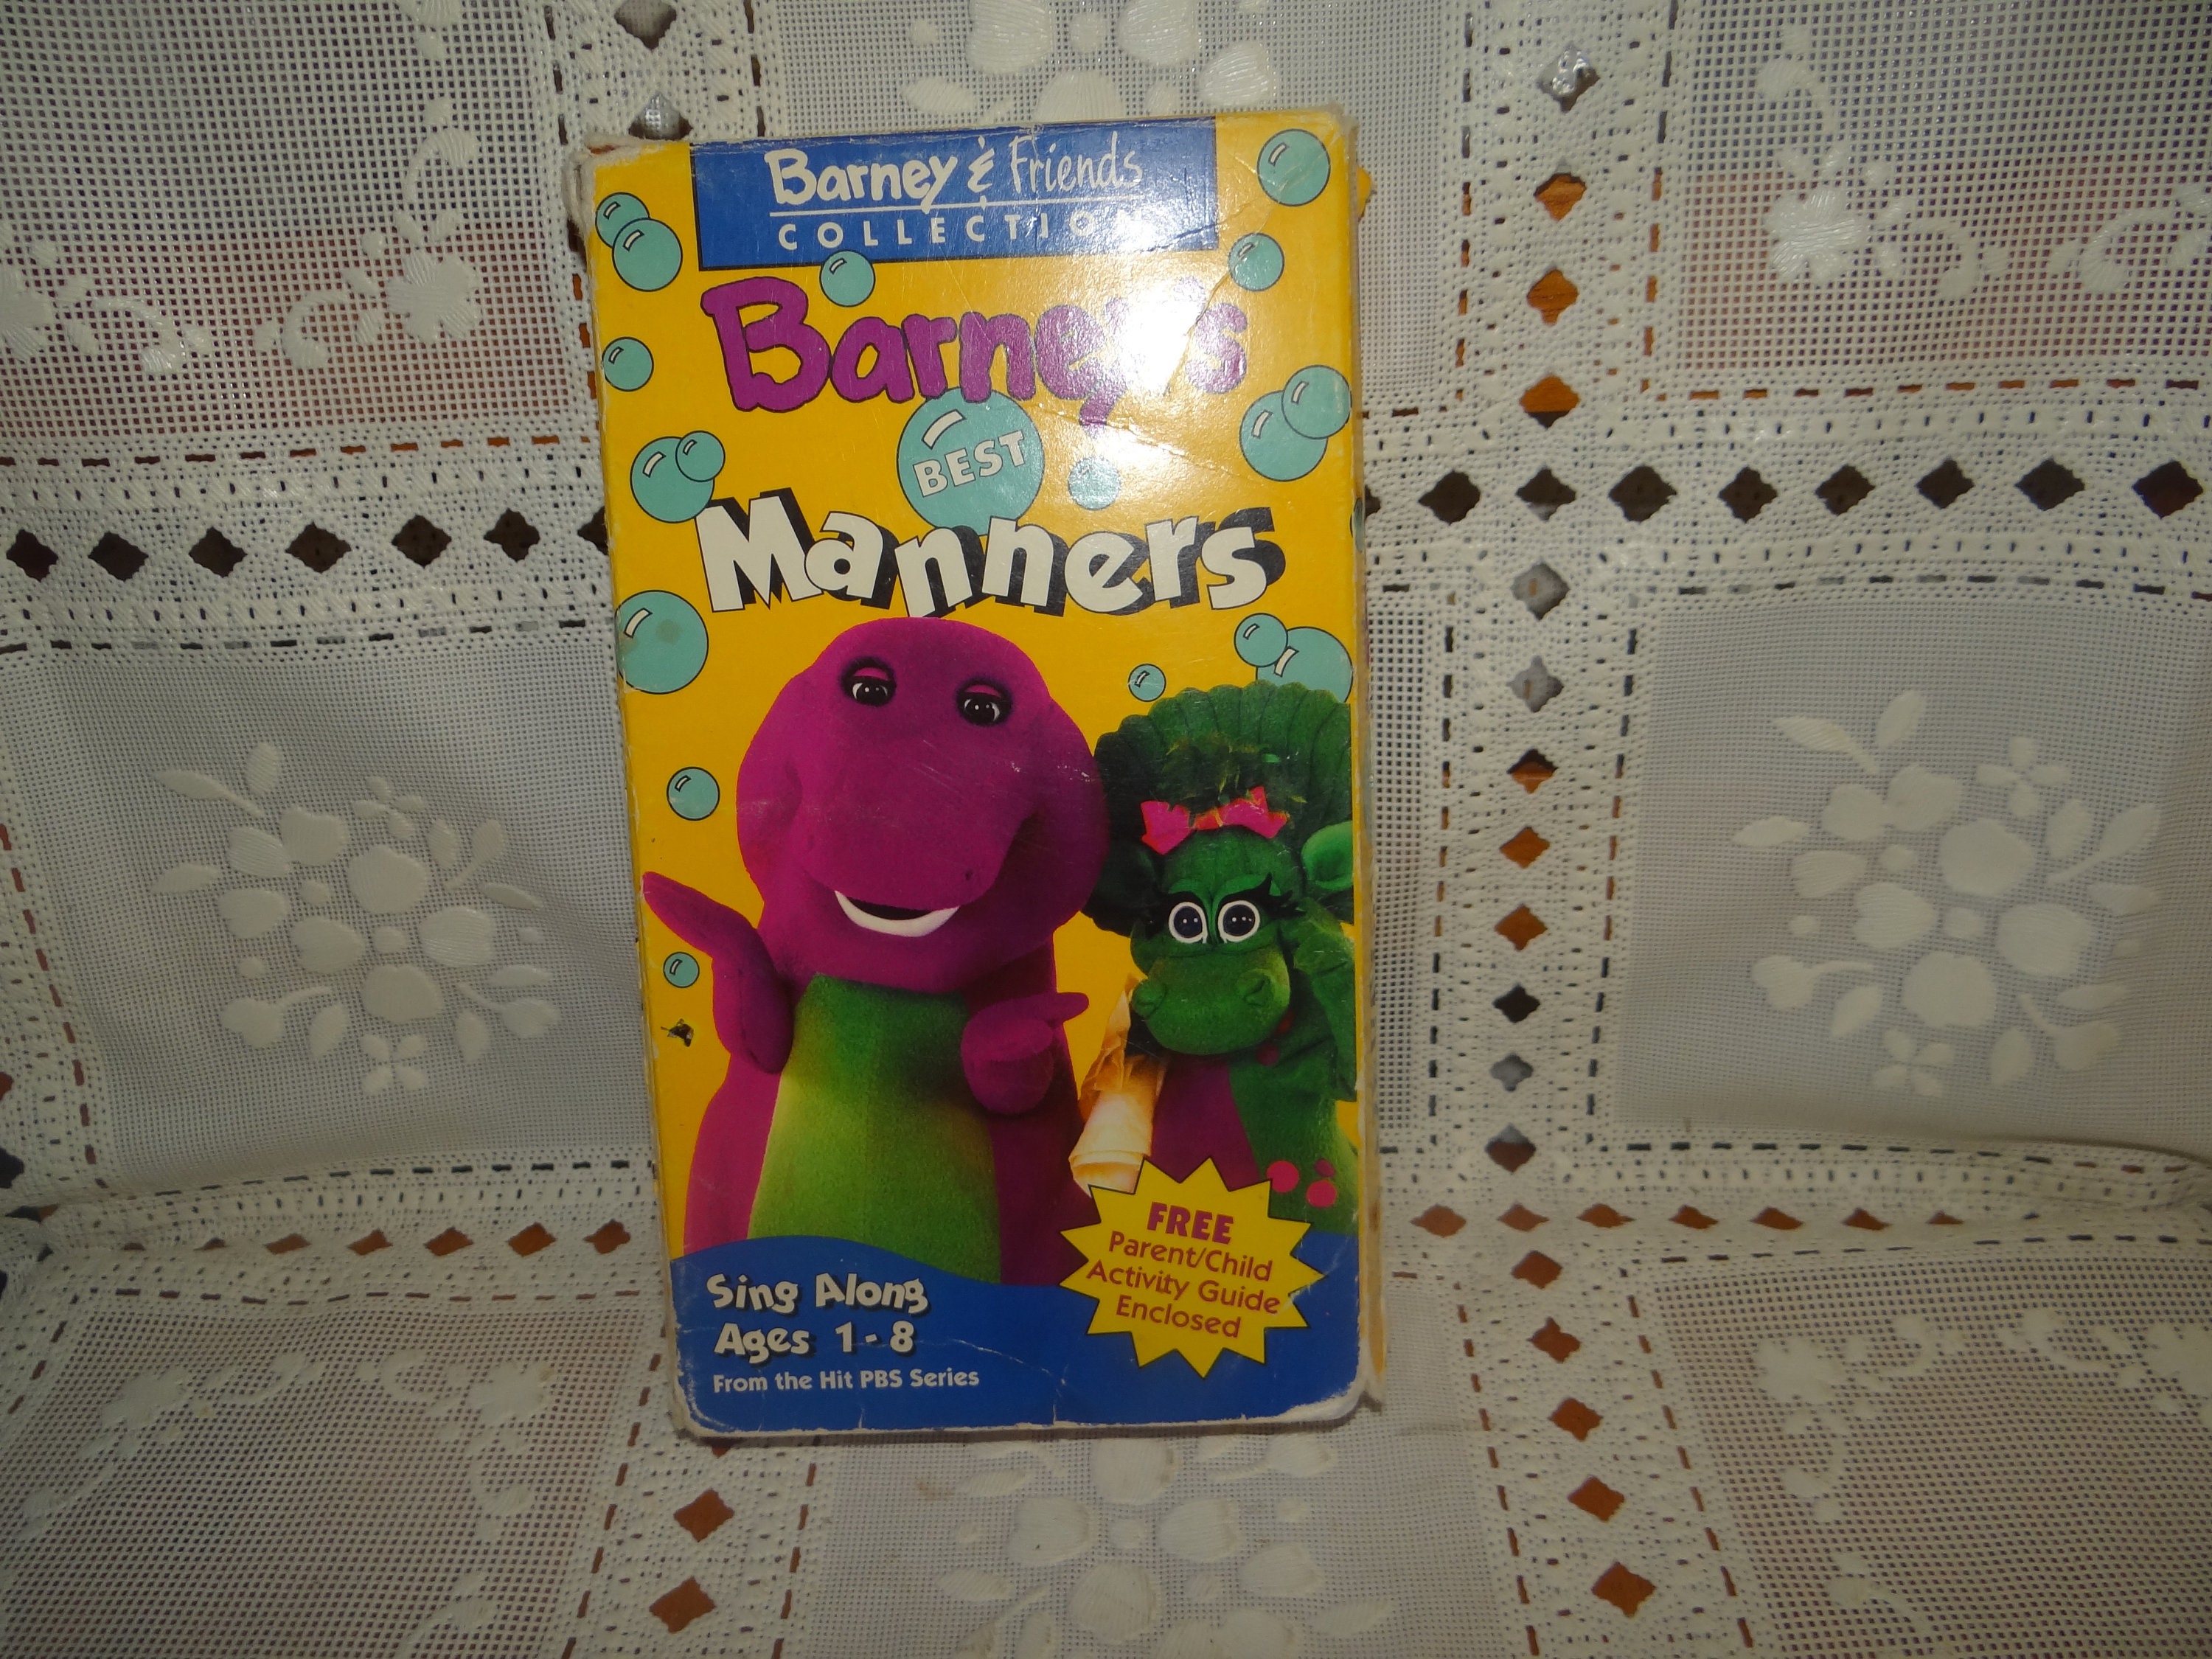 Barney & Friends
COLLECTION
Barney's
BEST
Manners
FREE
Parent/Child
Activity Guide
Enclosed
Sing Along
Ages 1 - 8
From the Hit PBS Series